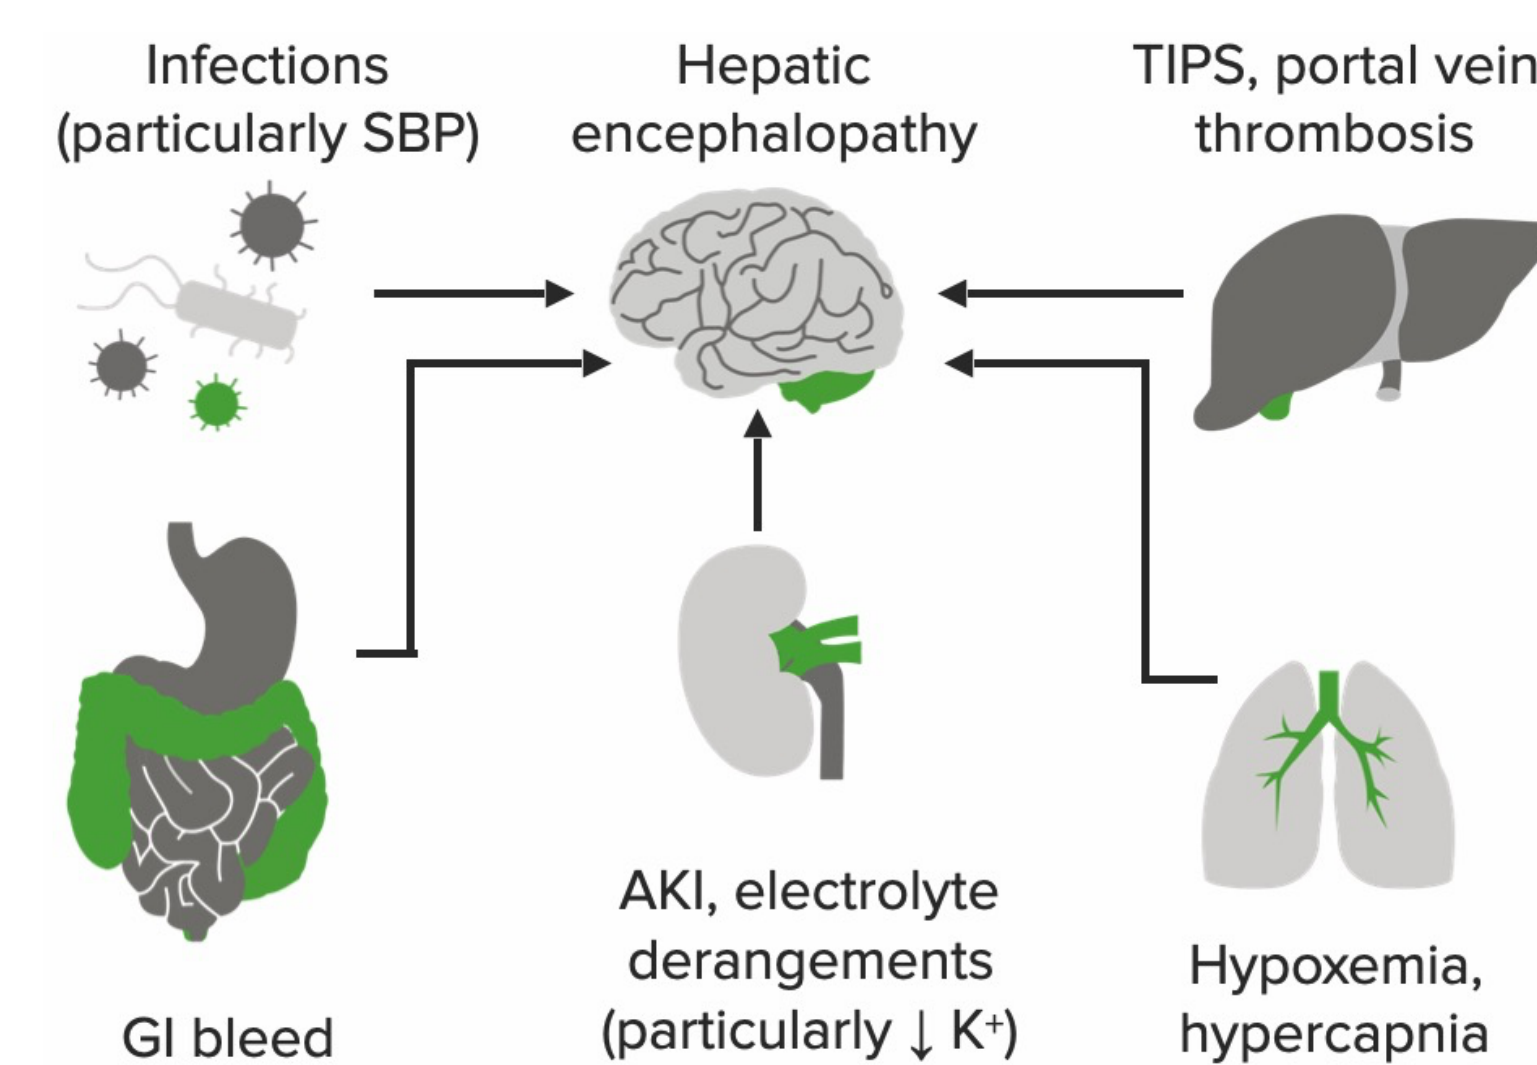 Infections
(particularly SBP)
Hepatic
encephalopathy
TIPS, portal vein
thrombosis
GI bleed
AKI, electrolyte
derangements
(particularly ↓ K⁺)
Hypoxemia,
hypercapnia